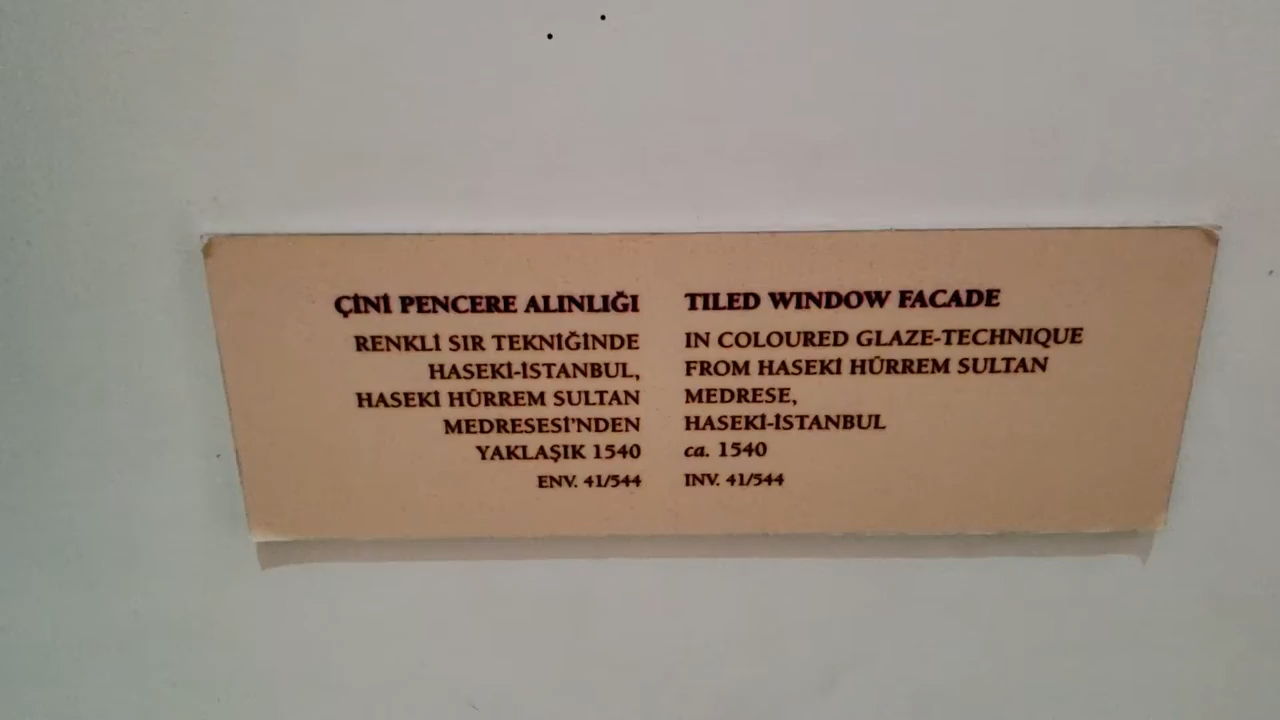 ÇİNİ PENCERE ALINLIĞI
RENKLİ SIR TEKNİĞİNDE
HASEKİ-İSTANBUL,
HASEKİ HÜRREM SULTAN
MEDRESESİ'NDEN
YAKLAŞIK 1540
ENV. 41/544
TILED WINDOW FACADE
IN COLOURED GLAZE-TECHNIQUE
FROM HASEKİ HÜRREM SULTAN
MEDRESE,
HASEKİ-İSTANBUL
ca. 1540
INV. 41/544